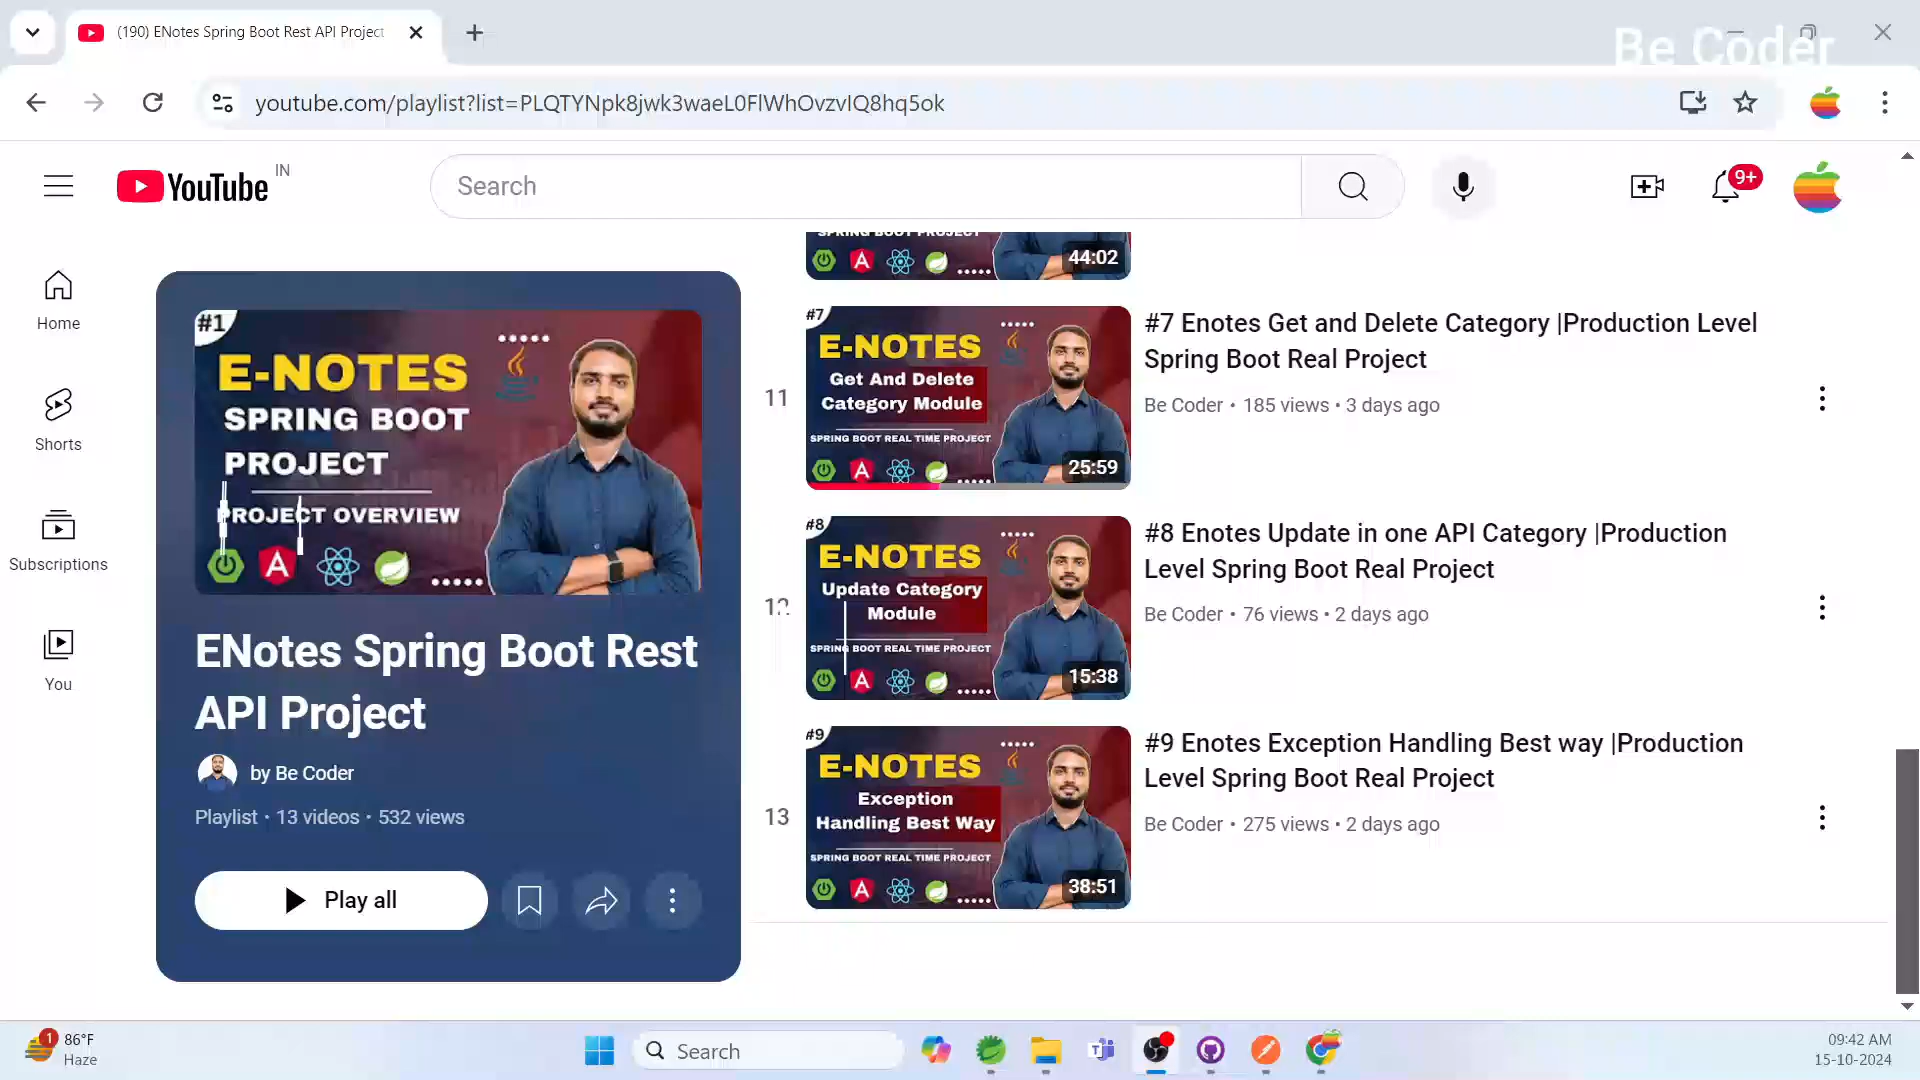 (190) ENotes Spring Boot Rest API Project
Be Coder
youtube.com/playlist?list=PLQTYNpk8jwk3waeL0FlWhOvzvIQ8hq5ok
YouTube IN
Search
9+
Home
Shorts
Subscriptions
You
#1
E-NOTES
SPRING BOOT
PROJECT
PROJECT OVERVIEW
ENotes Spring Boot Rest
API Project
by Be Coder
Playlist • 13 videos • 532 views
Play all
SPRING BOOT PROJECT
44:02
11
#7
E-NOTES
Get And Delete
Category Module
SPRING BOOT REAL TIME PROJECT
25:59
#7 Enotes Get and Delete Category |Production Level
Spring Boot Real Project
Be Coder • 185 views • 3 days ago
12
#8
E-NOTES
Update Category
Module
SPRING BOOT REAL TIME PROJECT
15:38
#8 Enotes Update in one API Category |Production
Level Spring Boot Real Project
Be Coder • 76 views • 2 days ago
13
#9
E-NOTES
Exception
Handling Best Way
SPRING BOOT REAL TIME PROJECT
38:51
#9 Enotes Exception Handling Best way |Production
Level Spring Boot Real Project
Be Coder • 275 views • 2 days ago
1
86°F
Haze
Search
09:42 AM
15-10-2024